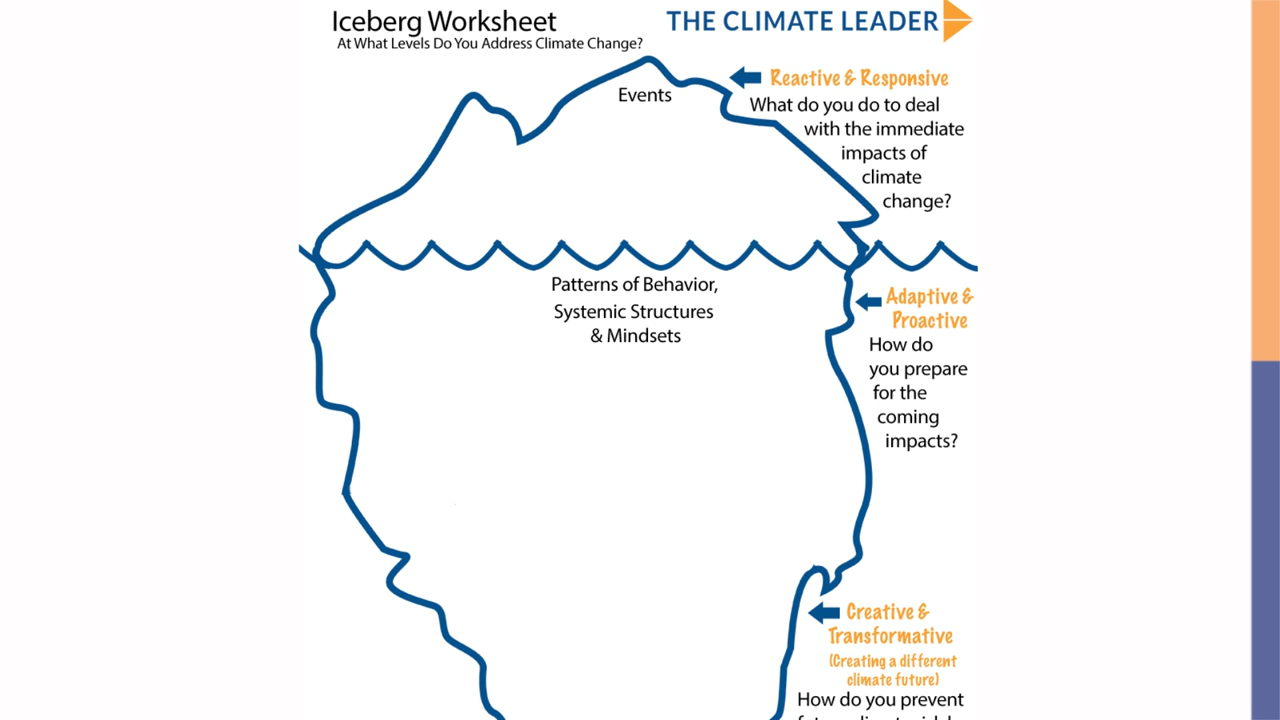 Iceberg Worksheet
At What Levels Do You Address Climate Change?
THE CLIMATE LEADER
Events
Reactive & Responsive
What do you do to deal
with the immediate
impacts of
climate
change?
Patterns of Behavior,
Systemic Structures
& Mindsets
Adaptive &
Proactive
How do
you prepare
for the
coming
impacts?
Creative &
Transformative
(Creating a different
climate future)
How do you prevent